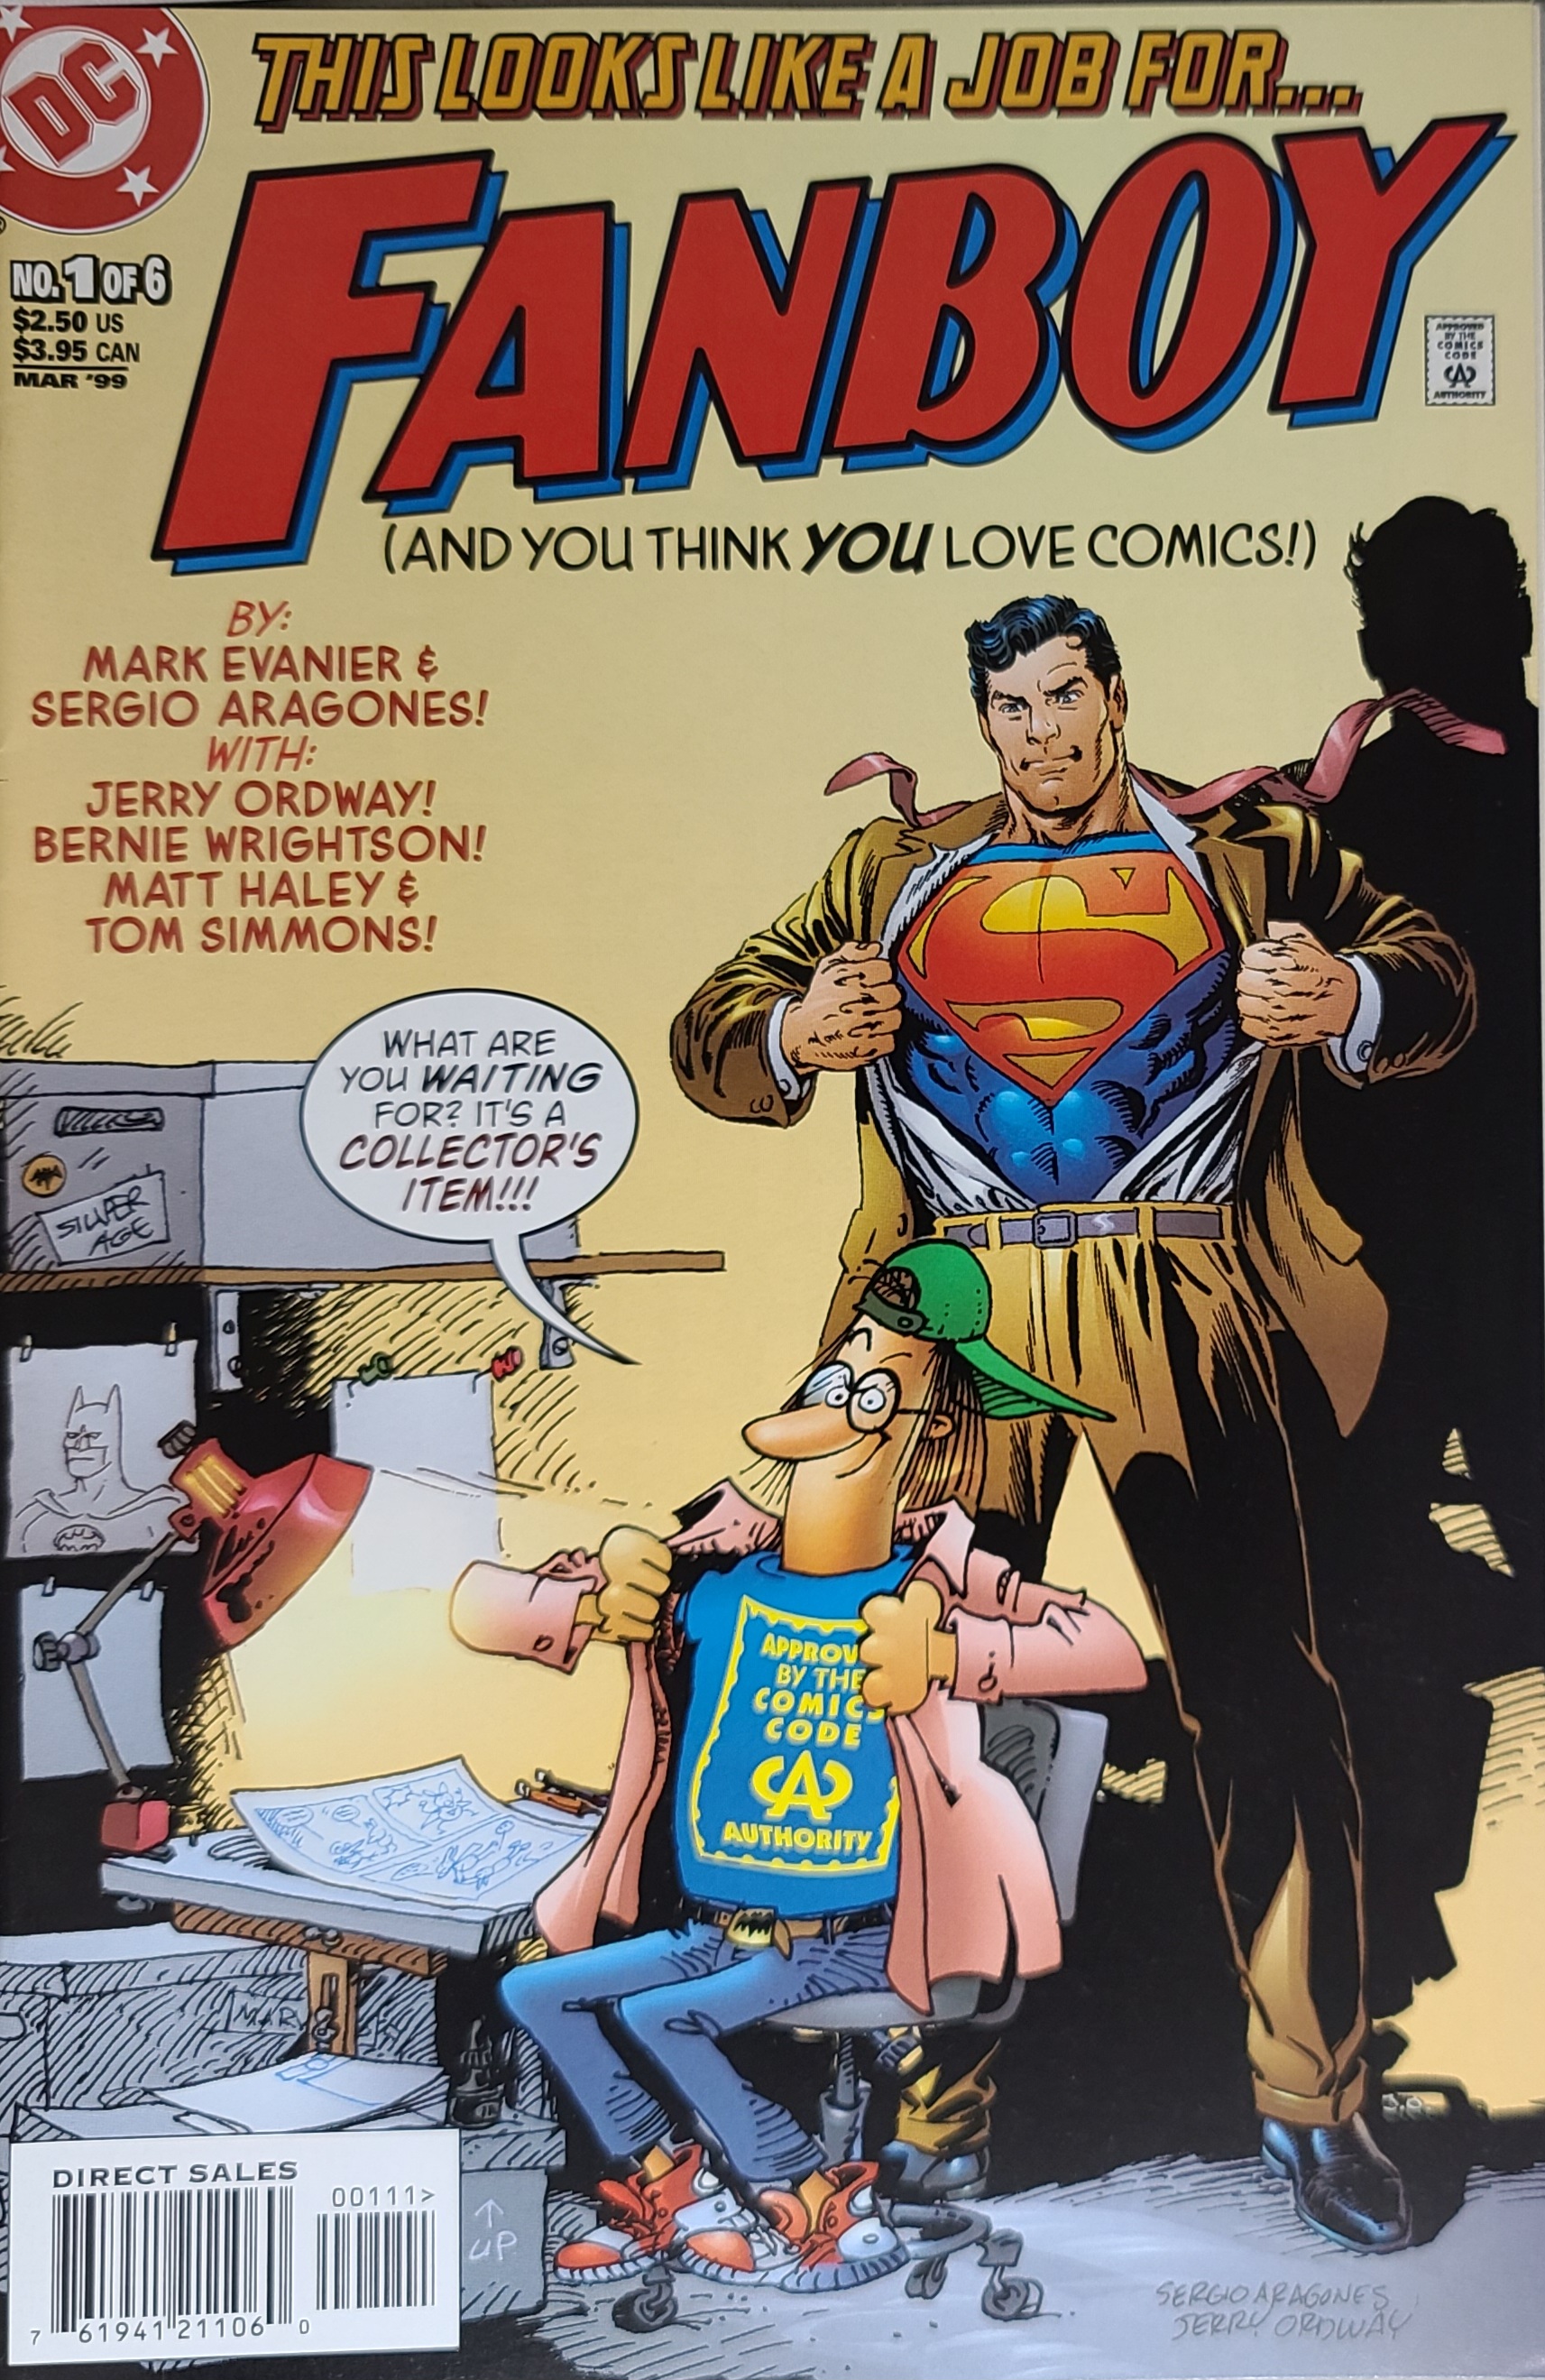 DC
THIS LOOKS LIKE A JOB FOR...
FANBOY
(AND YOU THINK YOU LOVE COMICS!)
NO. 1 OF 6
$2.50 US
$3.95 CAN
MAR '99
APPROVED
BY THE
COMICS
CODE
CA
AUTHORITY
BY:
MARK EVANIER &
SERGIO ARAGONES!
WITH:
JERRY ORDWAY!
BERNIE WRIGHTSON!
MATT HALEY &
TOM SIMMONS!
WHAT ARE
YOU WAITING
FOR? IT'S A
COLLECTOR'S
ITEM!!!
SILVER
AGE
S
APPROV
BY THE
COMICS
CODE
CA
AUTHORITY
MAR
UP
DIRECT SALES
00111>
7 61941 21106 0
SERGIO ARAGONES
JERRY ORDWAY